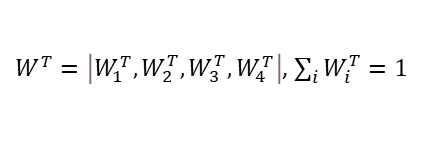 W^T = |W_1^T, W_2^T, W_3^T, W_4^T|, ∑_i W_i^T = 1